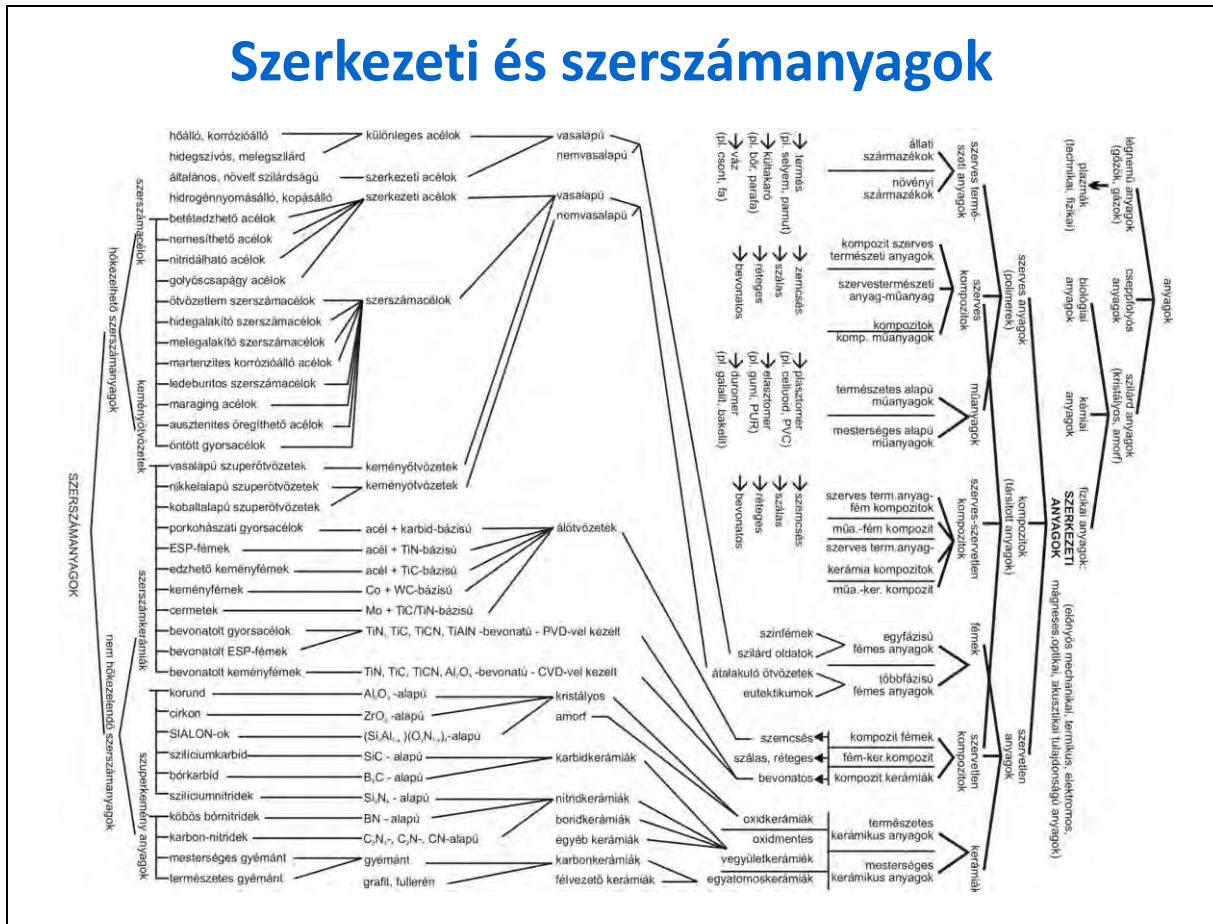 Szerkezeti és szerszámanyagok
SZERSZÁMANYAGOK
hőkezelhető szerszámanyagok
nem hőkezelendő szerszámanyagok
szerszámacélok
keményötvözetek
szerszámkerámiák
szuperkemény anyagok
hőálló, korrózióálló
hidegszívós, melegszilárd
általános, növelt szilárdságú
hidrogénnyomásálló, kopásálló
betétedzhető acélok
nemesíthető acélok
nitridálható acélok
golyóscsapágy acélok
ötvözetlem szerszámacélok
hidegalakító szerszámacélok
melegalakító szerszámacélok
martenzites korrózióálló acélok
ledeburitos szerszámacélok
maraging acélok
ausztenites öregíthető acélok
öntött gyorsacélok
vasalapú szuperötvözetek
nikkelalapú szuperötvözetek
kobaltalapú szuperötvözetek
porkohászati gyorsacélok
ESP-fémek
edzhető keményfémek
keményfémek
cermetek
bevonatolt gyorsacélok
bevonatolt ESP-fémek
bevonatolt keményfémek
korund
cirkon
SIALON-ok
szilíciumkarbid
bórkarbid
szilíciumnitridek
köbös bórnitridek
karbon-nitridek
mesterséges gyémánt
természetes gyémánt
különleges acélok
szerkezeti acélok
szerkezeti acélok
szerszámacélok
keményötvözetek
keményötvözetek
acél + karbid-bázisú
acél + TiN-bázisú
acél + TiC-bázisú
Co + WC-bázisú
Mo + TiC/TiN-bázisú
TiN, TiC, TiCN, TiAlN -bevonatú - PVD-vel kezelt
TiN, TiC, TiCN, Al₂O₃ -bevonatú - CVD-vel kezelt
Al₂O₃ -alapú
ZrO₂ -alapú
SiC - alapú
B₄C - alapú
Si₃N₄ - alapú
BN - alapú
gyémánt
grafit, fullerén
vasalapú
nemvasalapú
vasalapú
nemvasalapú
álötvözetek
kristályos
amorf
karbidkerámiák
nitridkerámiák
boridkerámiák
egyéb kerámiák
karbonkerámiák
félvezető kerámiák
termés
(pl. selyem, pamut)
kültakaró
(pl. bőr, parafa)
váz
(pl. csont, fa)
zemcsés
szálas
réteges
bevonatos
plasztomer
(pl. celluoid, PVC)
elasztomer
(pl. gumi, PUR)
duromer
(pl. galalit, bakelit)
szemcsés
szálas
réteges
bevonatos
színfémek
szilárd oldatok
átalakuló ötvözetek
eutektikumok
szemcsés
szálas, réteges
bevonatos
oxidkerámiák
oxidmentes
vegyületkerámiák
egyatomoskerámiák
állati
származékok
növényi
származékok
kompozit szerves
természeti anyagok
szervestermészeti
anyag-műanyag
kompozitok
komp. műanyag
természetes alapú
műanyagok
mesterséges alapú
műanyagok
szerves term.anyag-
fém kompozitok
műa.-fém kompozit
szerves term.anyag-
kerámia kompozitok
műa.-ker. kompozit
egyfázisú
fémes anyagok
többfázisú
fémes anyagok
kompozit fémek
fém-ker.kompozit
kompozit kerámiák
természetes
kerámikus anyagok
mesterséges
kerámikus anyagok
szerves termé-
szeti anyagok
szerves
kompozitok
műanyagok
szerves-szervetlen
kompozitok
fémek
szervetlen
kompozitok
kerámiák
szerves anyagok
(polimerek)
kompozitok
(társított anyagok)
szervetlen
anyagok
légnemű anyagok
(gőzök, gázok)
plazmák
(technikai, fizikai)
cseppfolyós
anyagok
biológiai
anyagok
anyagok
szilárd anyagok
(kristályos, amorf)
kémiai
anyagok
fizikai anyagok:
SZERKEZETI
ANYAGOK
(előnyös mechanikai, termikus, elektromos,
mágneses,optikai, akusztikai tulajdonságú anyagok)